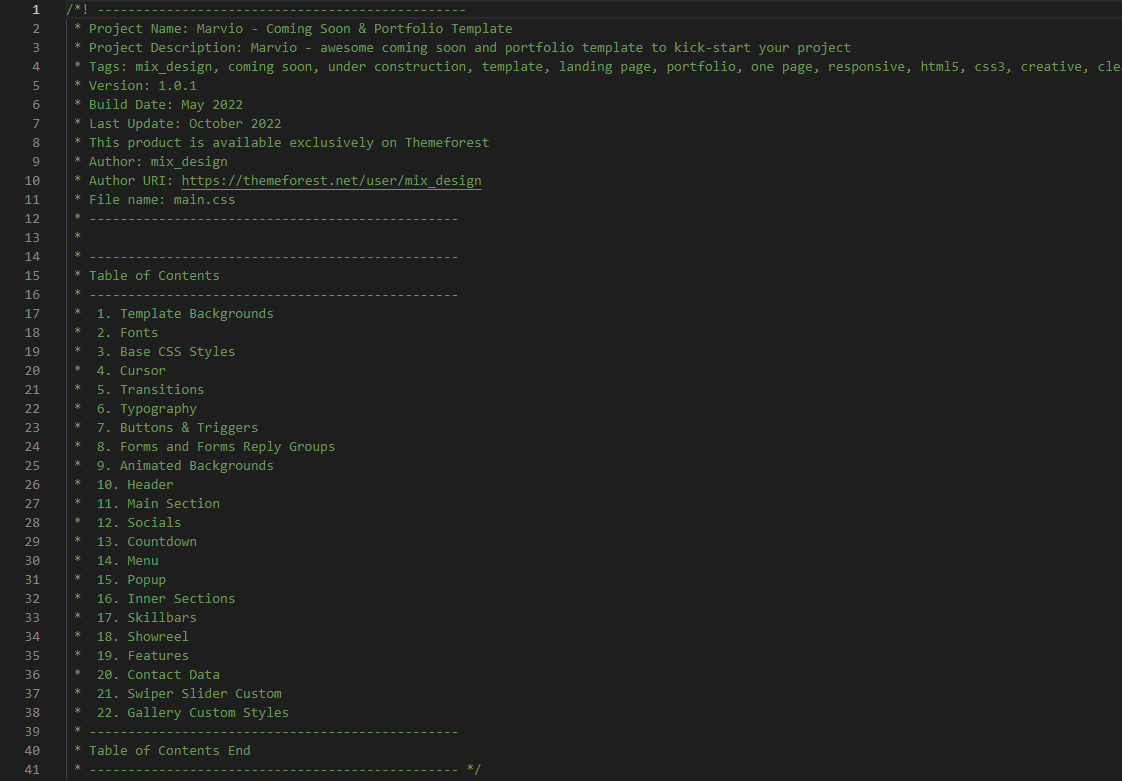 1 /*! ------------------------------------------------
2 * Project Name: Marvio - Coming Soon & Portfolio Template
3 * Project Description: Marvio - awesome coming soon and portfolio template to kick-start your project
4 * Tags: mix_design, coming soon, under construction, template, landing page, portfolio, one page, responsive, html5, css3, creative, cle
5 * Version: 1.0.1
6 * Build Date: May 2022
7 * Last Update: October 2022
8 * This product is available exclusively on Themeforest
9 * Author: mix_design
10 * Author URI: https://themeforest.net/user/mix_design
11 * File name: main.css
12 * ------------------------------------------------
13 *
14 * ------------------------------------------------
15 * Table of Contents
16 * ------------------------------------------------
17 *  1. Template Backgrounds
18 *  2. Fonts
19 *  3. Base CSS Styles
20 *  4. Cursor
21 *  5. Transitions
22 *  6. Typography
23 *  7. Buttons & Triggers
24 *  8. Forms and Forms Reply Groups
25 *  9. Animated Backgrounds
26 *  10. Header
27 *  11. Main Section
28 *  12. Socials
29 *  13. Countdown
30 *  14. Menu
31 *  15. Popup
32 *  16. Inner Sections
33 *  17. Skillbars
34 *  18. Showreel
35 *  19. Features
36 *  20. Contact Data
37 *  21. Swiper Slider Custom
38 *  22. Gallery Custom Styles
39 * ------------------------------------------------
40 * Table of Contents End
41 * ------------------------------------------------ */